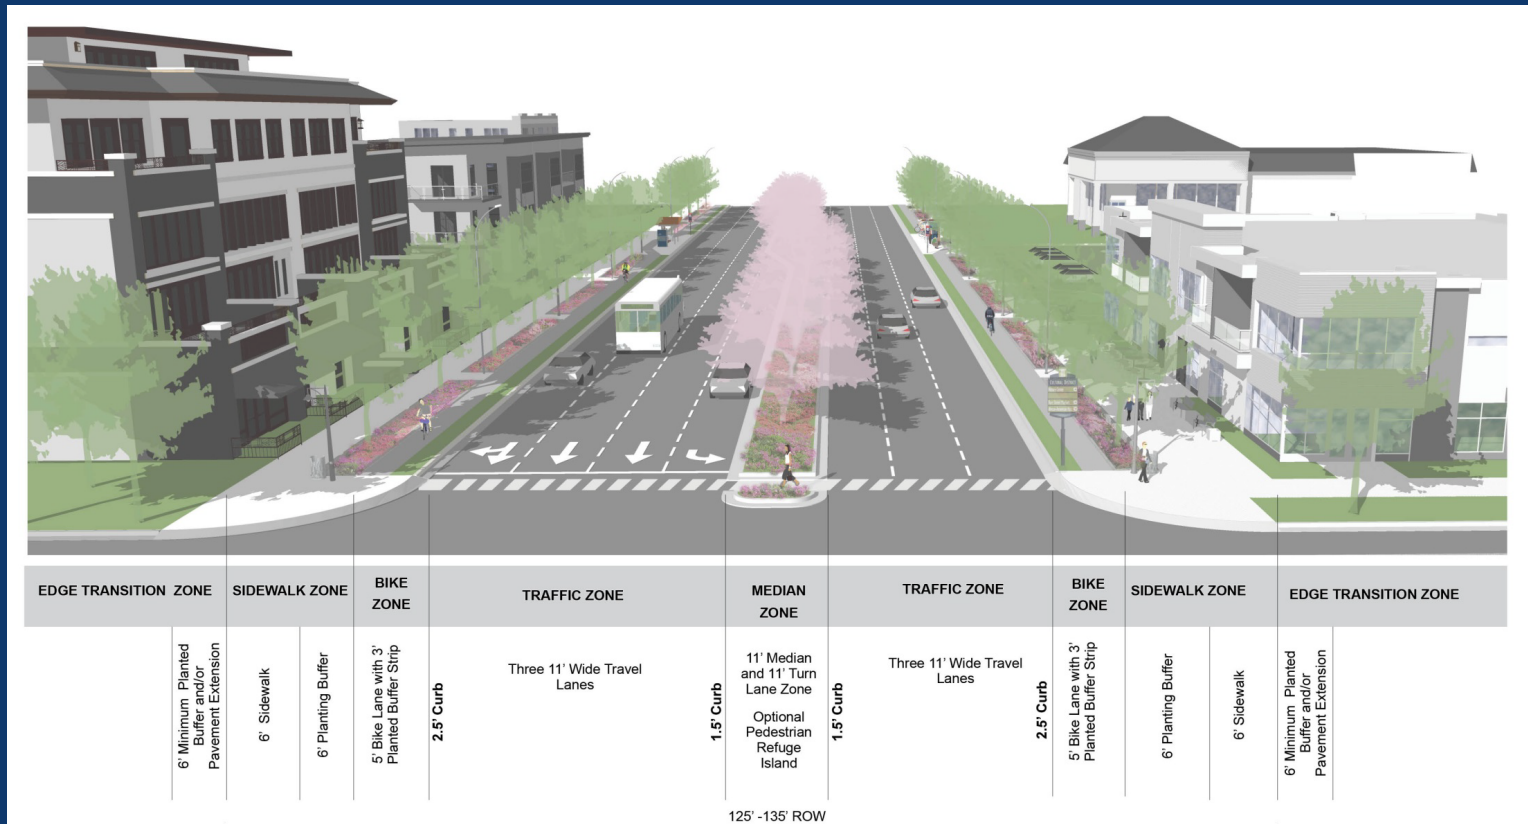 EDGE TRANSITION ZONE
SIDEWALK ZONE
BIKE
ZONE
TRAFFIC ZONE
MEDIAN
ZONE
TRAFFIC ZONE
BIKE
ZONE
SIDEWALK ZONE
EDGE TRANSITION ZONE
6' Minimum Planted
Buffer and/or
Pavement Extension
6' Sidewalk
6' Planting Buffer
5' Bike Lane with 3'
Planted Buffer Strip
2.5' Curb
Three 11' Wide Travel
Lanes
1.5' Curb
11' Median
and 11' Turn
Lane Zone
Optional
Pedestrian
Refuge
Island
1.5' Curb
Three 11' Wide Travel
Lanes
2.5' Curb
5' Bike Lane with 3'
Planted Buffer Strip
6' Planting Buffer
6' Sidewalk
6' Minimum Planted
Buffer and/or
Pavement Extension
125' -135' ROW